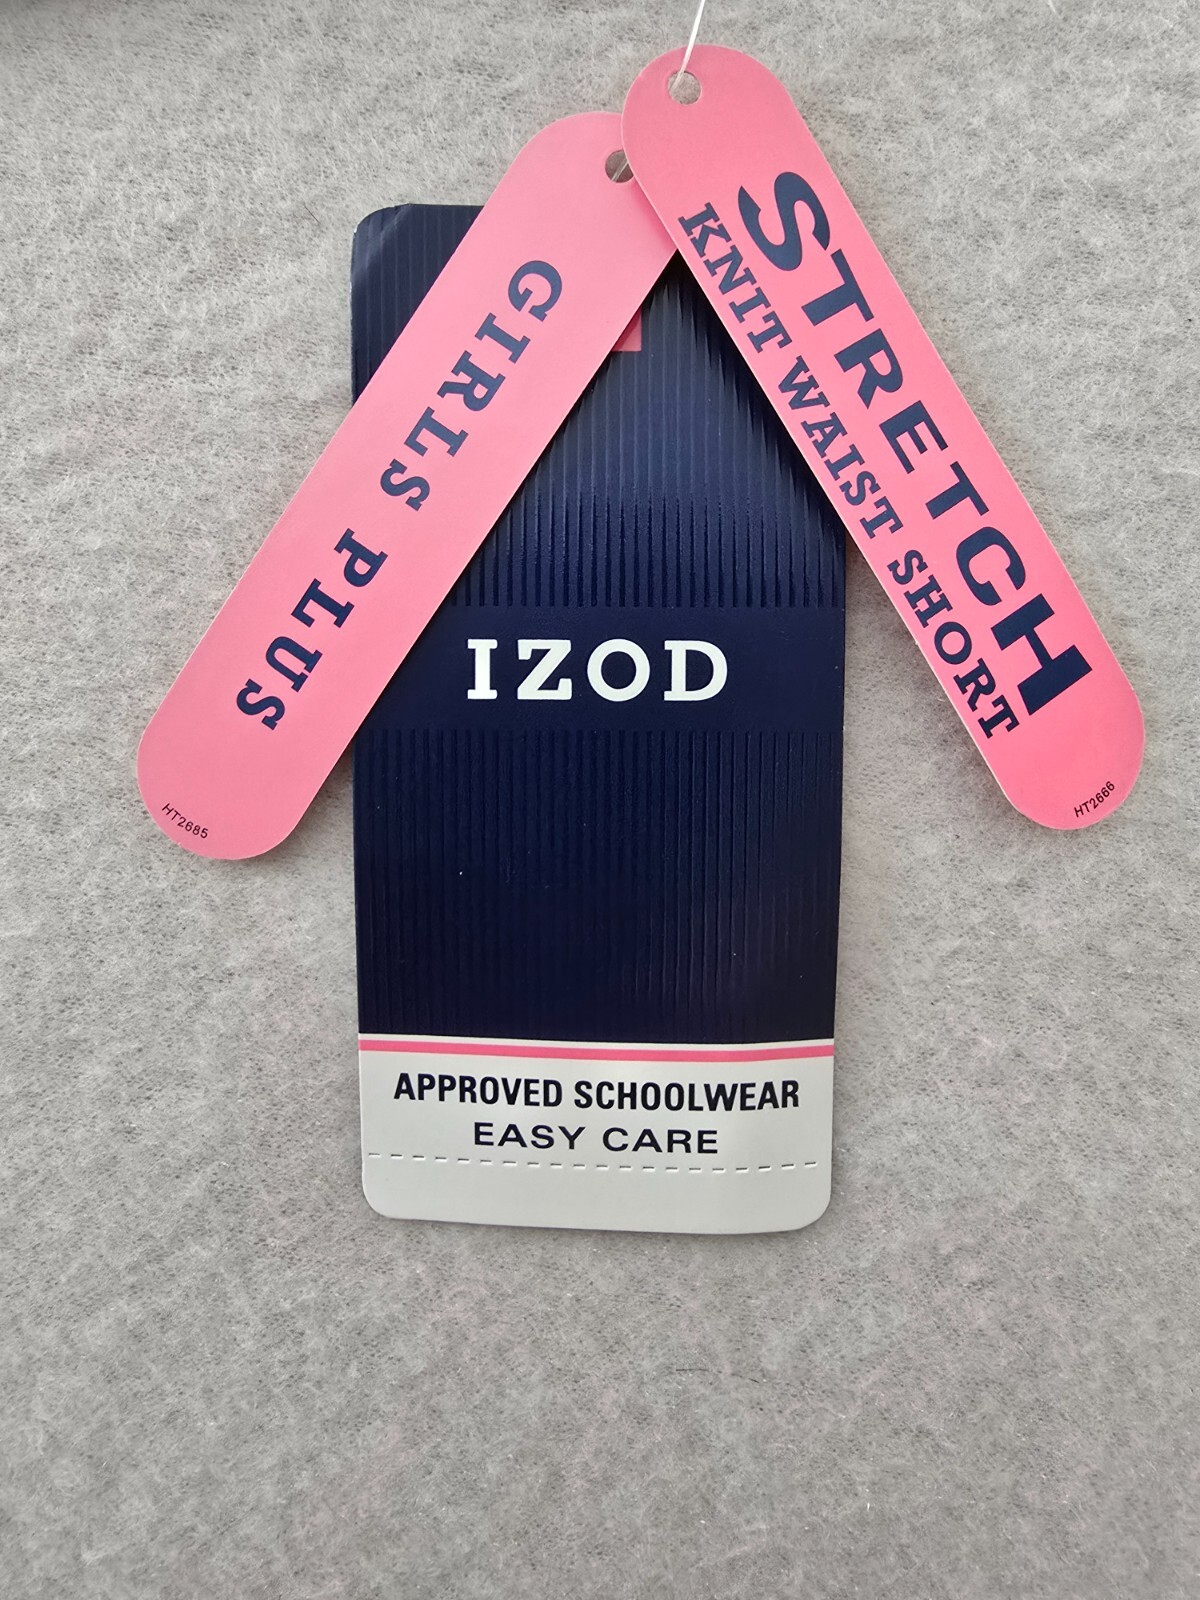 GIRLS PLUS
HT2685
STRETCH
KNIT WAIST SHORT
HT2666
IZOD
APPROVED SCHOOLWEAR
EASY CARE